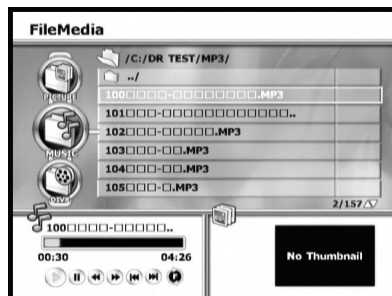 FileMedia
/C:/DR TEST/MP3/
../
100□□□□-□□□□□□□□.MP3
101□□□-□□□□□□□□□□□□..
102□□□-□□□□□.MP3
103□□□-□□.MP3
104□□□-□□.MP3
105□□□-□.MP3
PICTURE
MUSIC
DIVX
2/157
100□□□□-□□□□□..
00:30
04:26
No Thumbnail